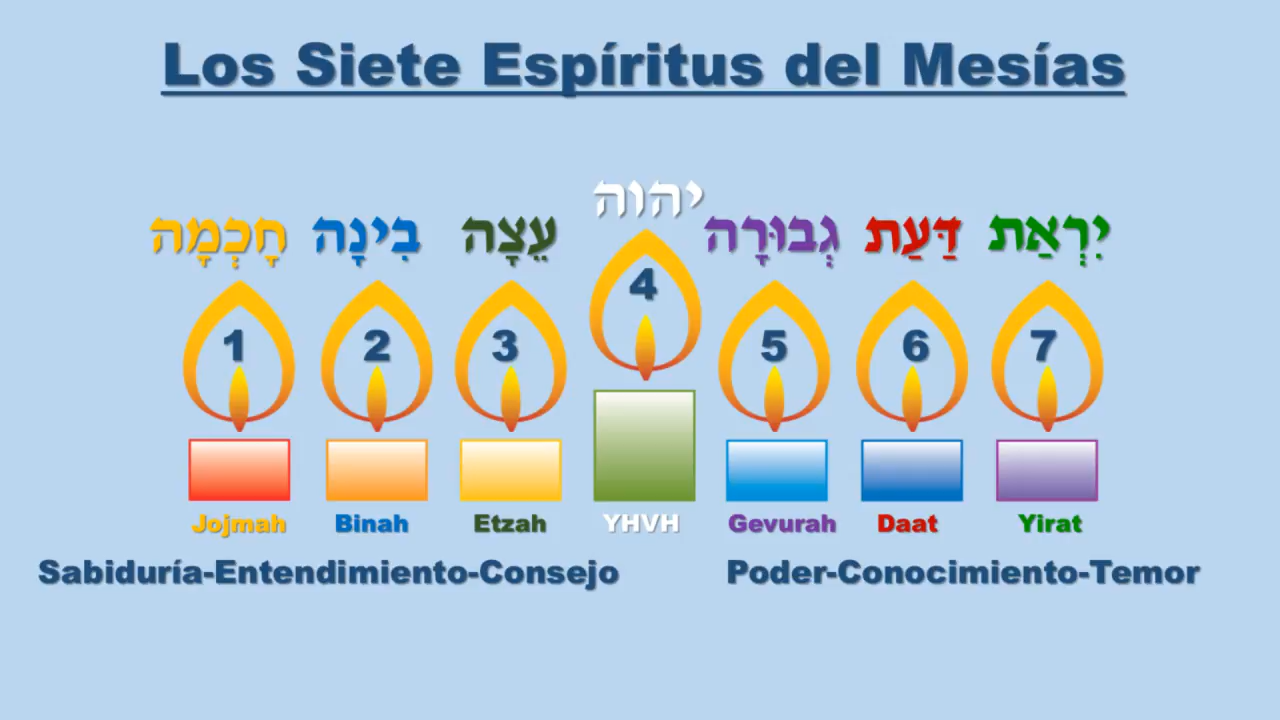 Los Siete Espíritus del Mesías
יהוה
חָכְמָה בִּינָה עֵצָה גְּבוּרָה דַּעַת יִרְאַת
4
1 2 3 5 6 7
Jojmah Binah Etzah YHVH Gevurah Daat Yirat
Sabiduría-Entendimiento-Consejo Poder-Conocimiento-Temor